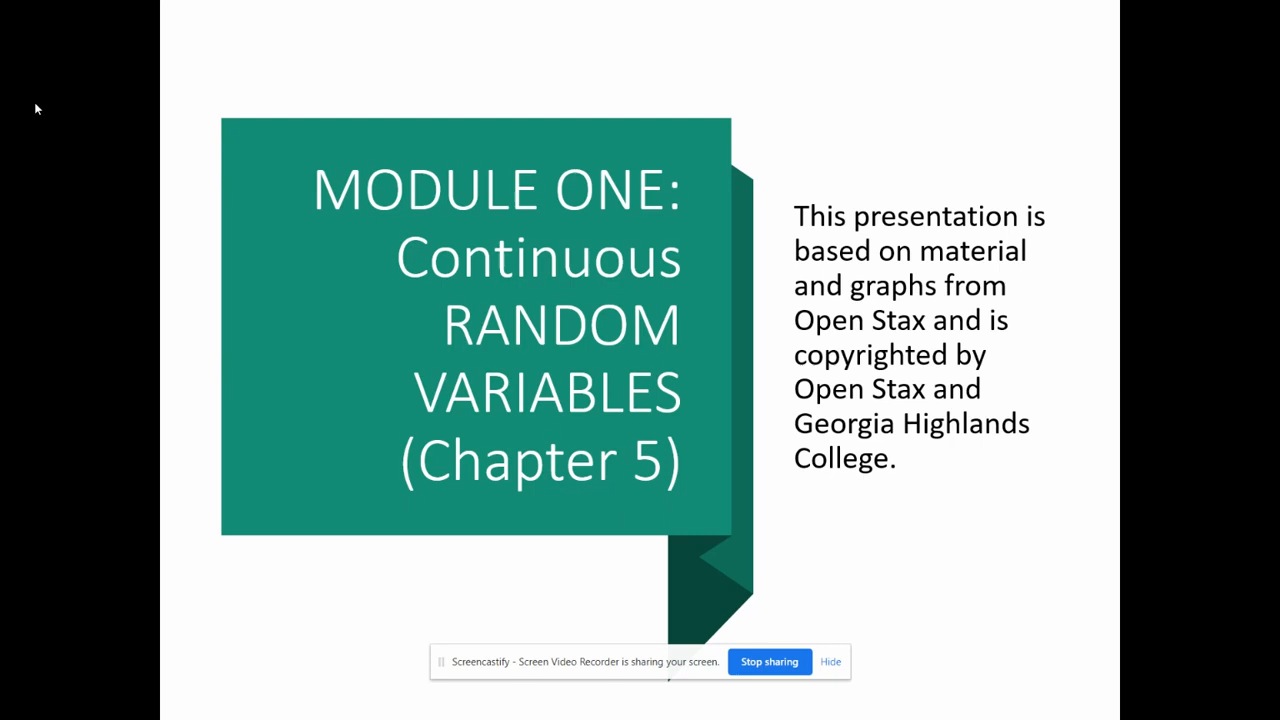 MODULE ONE:
Continuous
RANDOM
VARIABLES
(Chapter 5)
This presentation is
based on material
and graphs from
Open Stax and is
copyrighted by
Open Stax and
Georgia Highlands
College.
Screencastify - Screen Video Recorder is sharing your screen.
Stop sharing
Hide